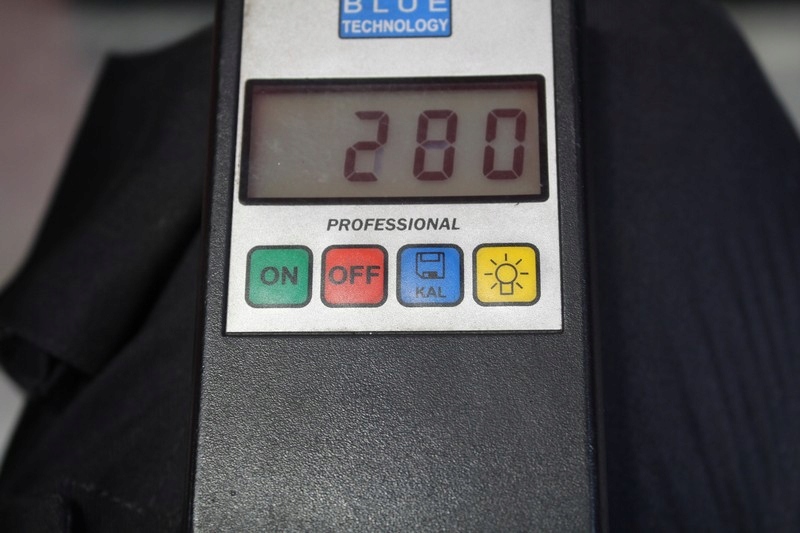 BLUE
TECHNOLOGY
280
PROFESSIONAL
ON OFF KAL